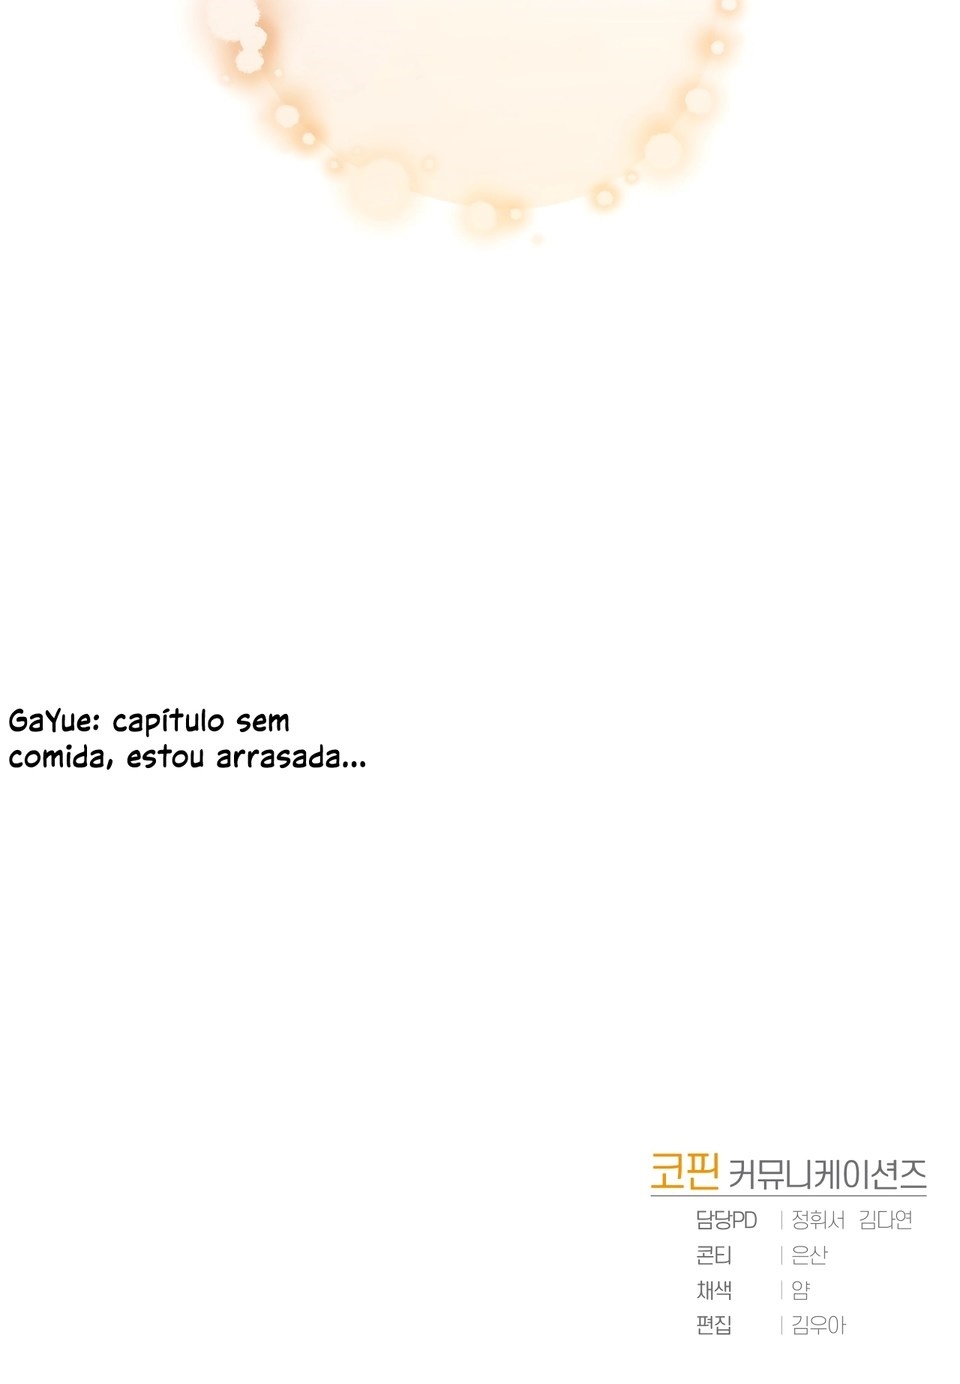 GaYue: capítulo sem
comida, estou arrasada...
코핀 커뮤니케이션즈
담당PD | 정휘서 김다연
콘티 | 은산
채색 | 얌
편집 | 김우아